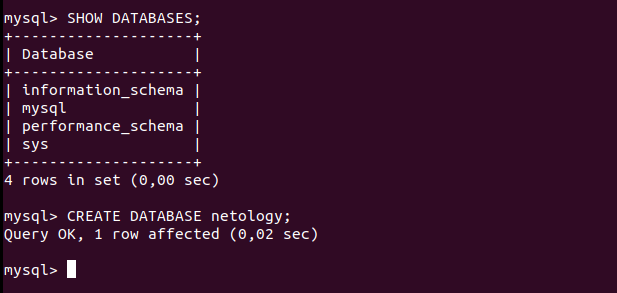 mysql> SHOW DATABASES;
+--------------------+
| Database           |
+--------------------+
| information_schema |
| mysql              |
| performance_schema |
| sys                |
+--------------------+
4 rows in set (0,00 sec)

mysql> CREATE DATABASE netology;
Query OK, 1 row affected (0,02 sec)

mysql>